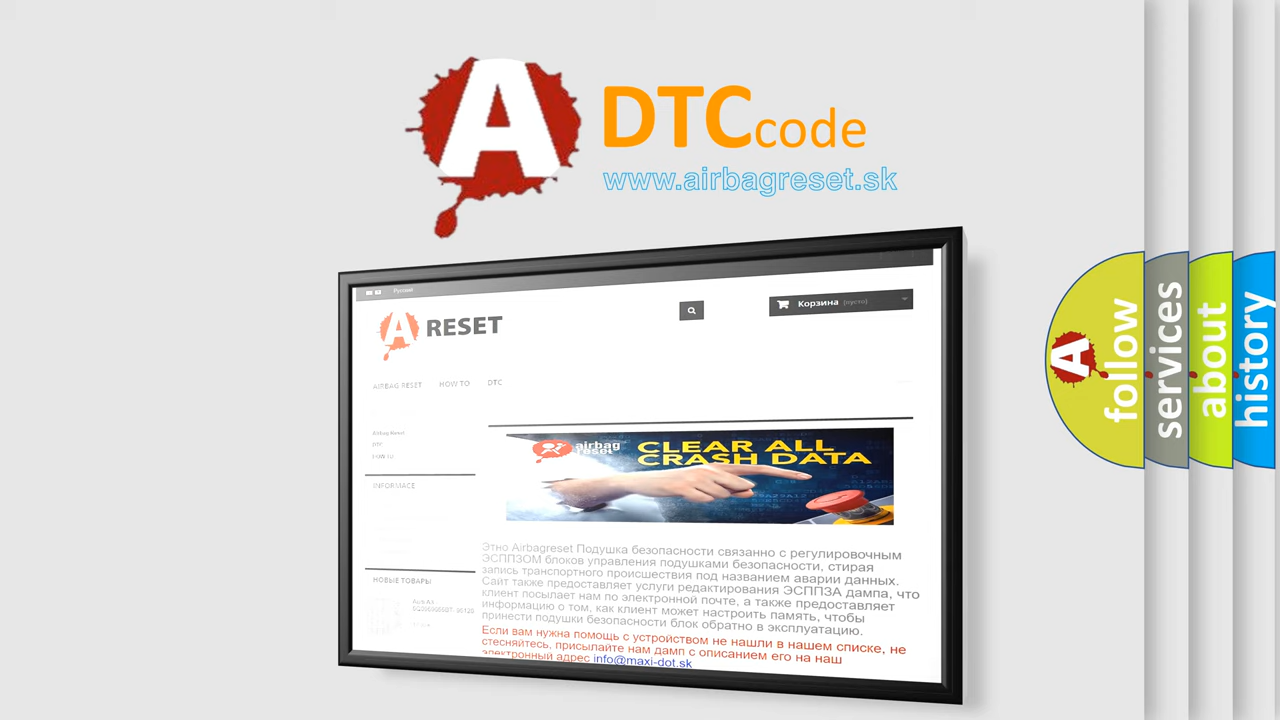 A
DTCcode
www.airbagreset.sk
Русский
A RESET
Корзина (пусто)
AIRBAG RESET HOW TO DTC
AirBag Reset
DTC
HOW TO
INFORMACE
НОВЫЕ ТОВАРЫ
airbag
reset
CLEAR ALL
CRASH DATA
Этно Airbagreset Подушка безопасности связанно с регулировочным
ЭСППЗОМ блоков управления подушками безопасности, стирая
запись транспортного происшествия под названием аварии данных.
Сайт также предоставляет услуги редактирования ЭСППЗА дампа, что
клиент посылает нам по электронной почте, а также предоставляет
информацию о том, как клиент может настроить память, чтобы
принести подушки безопасности блок обратно в эксплуатацию.
Если вам нужна помощь с устройством не нашли в нашем списке, не
стесняйтесь, присылайте нам дамп с описанием его на наш
электронный адрес info@maxi-dot.sk
A
follow
services
about
history